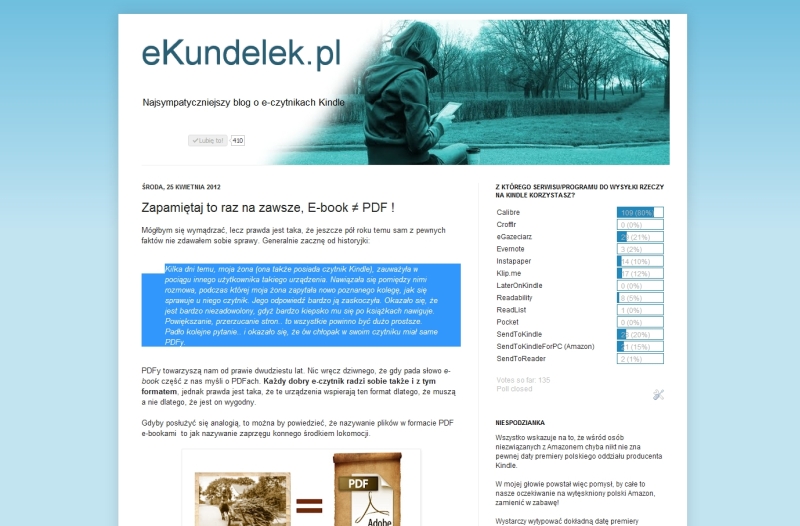 eKundelek.pl
Najsympatyczniejszy blog o e-czytnikach Kindle
Lubię to!
410
ŚRODA, 25 KWIETNIA 2012
Zapamiętaj to raz na zawsze, E-book ≠ PDF !
Mógłbym się wymądrzać, lecz prawda jest taka, że jeszcze pół roku temu sam z pewnych
faktów nie zdawałem sobie sprawy. Generalnie zacznę od historyjki:
Kilka dni temu, moja żona (ona także posiada czytnik Kindle), zauważyła w
pociągu innego użytkownika takiego urządzenia. Nawiązała się pomiędzy nimi
rozmowa, podczas której moja żona zapytała nowo poznanego kolegę, jak się
sprawuje u niego czytnik. Jego odpowiedź bardzo ją zaskoczyła. Okazało się, że
jest bardzo niezadowolony, gdyż bardzo kiepsko mu się po książkach nawiguje.
Powiększanie, przerzucanie stron.. to wszystkie powinno być dużo prostsze.
Padło kolejne pytanie.. i okazało się, że ów chłopak w swoim czytniku miał same
PDFy.
PDFy towarzyszą nam od prawie dwudziestu lat. Nic wręcz dziwnego, że gdy pada słowo e-
book część z nas myśli o PDFach. Każdy dobry e-czytnik radzi sobie także i z tym
formatem, jednak prawda jest taka, że te urządzenia wspierają ten format dlatego, że muszą
a nie dlatego, że jest on wygodny.
Gdyby posłużyć się analogią, to można by powiedzieć, że nazywanie plików w formacie PDF
e-bookami to jak nazywanie zaprzęgu konnego środkiem lokomocji.
=
PDF
Adobe
Z KTÓREGO SERWISU/PROGRAMU DO WYSYŁKI RZECZY
NA KINDLE KORZYSTASZ?
Calibre 109 (80%)
Crofflr 0 (0%)
eGazeciarz 29 (21%)
Evernote 3 (2%)
Instapaper 14 (10%)
Klip.me 17 (12%)
LaterOnKindle 0 (0%)
Readability 8 (5%)
ReadList 1 (0%)
Pocket 0 (0%)
SendToKindle (20%)
SendToKindleForPC (Amazon) 21 (15%)
SendToReader 2 (1%)
Votes so far: 135
Poll closed
NIESPODZIANKA
Wszystko wskazuje na to, że wśród osób
niezwiązanych z Amazonem chyba nikt nie zna
pewnej daty premiery polskiego oddziału producenta
Kindle.
W mojej głowie powstał więc pomysł, by całe to
nasze oczekiwanie na wytęskniony polski Amazon,
zamienić w zabawę!
Wystarczy wytypować dokładną datę premiery